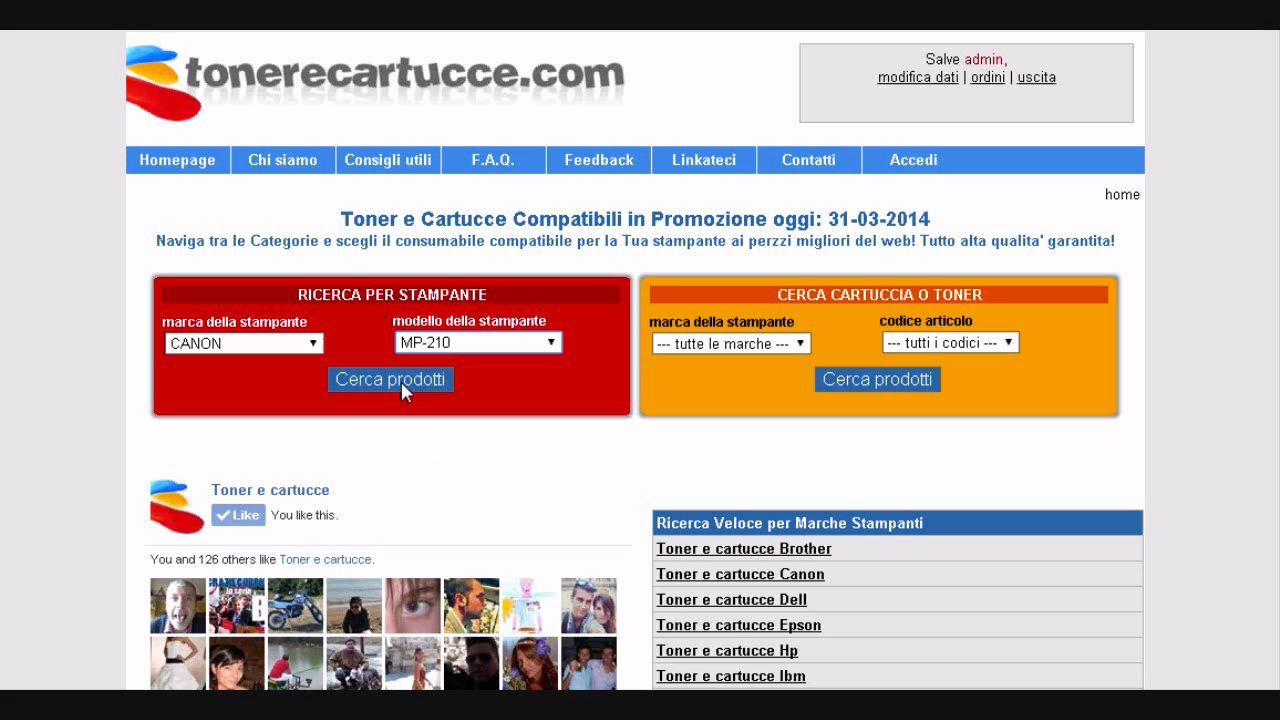 tonerecartucce.com
Salve admin,
modifica dati | ordini | uscita
Homepage
Chi siamo
Consigli utili
F.A.Q.
Feedback
Linkateci
Contatti
Accedi
home
Toner e Cartucce Compatibili in Promozione oggi: 31-03-2014
Naviga tra le Categorie e scegli il consumabile compatibile per la Tua stampante ai perzzi migliori del web! Tutto alta qualita' garantita!
RICERCA PER STAMPANTE
marca della stampante
modello della stampante
CANON
MP-210
Cerca prodotti
CERCA CARTUCCIA O TONER
marca della stampante
codice articolo
--- tutte le marche ---
--- tutti i codici ---
Cerca prodotti
Toner e cartucce
Like You like this.
You and 126 others like Toner e cartucce.
Ricerca Veloce per Marche Stampanti
Toner e cartucce Brother
Toner e cartucce Canon
Toner e cartucce Dell
Toner e cartucce Epson
Toner e cartucce Hp
Toner e cartucce Ibm